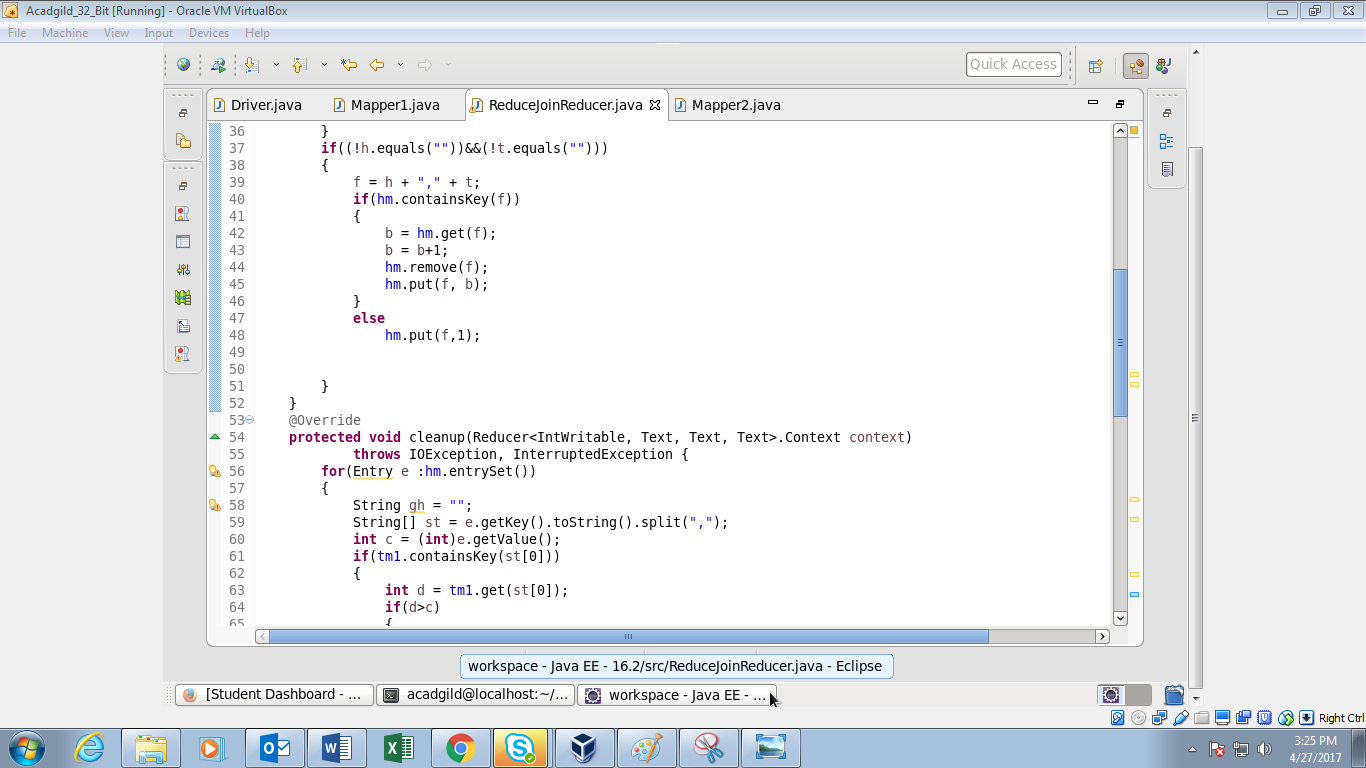 Acadgild_32_Bit [Running] - Oracle VM VirtualBox
File Machine View Input Devices Help
Quick Access
Driver.java Mapper1.java ReduceJoinReducer.java Mapper2.java
36 }
37 if((!h.equals(""))&&(!t.equals("")))
38 {
39 f = h + "," + t;
40 if(hm.containsKey(f))
41 {
42 b = hm.get(f);
43 b = b+1;
44 hm.remove(f);
45 hm.put(f, b);
46 }
47 else
48 hm.put(f,1);
49
50
51 }
52 }
53 @Override
54 protected void cleanup(Reducer<IntWritable, Text, Text, Text>.Context context)
55 throws IOException, InterruptedException {
56 for(Entry e :hm.entrySet())
57 {
58 String gh = "";
59 String[] st = e.getKey().toString().split(",");
60 int c = (int)e.getValue();
61 if(tm1.containsKey(st[0]))
62 {
63 int d = tm1.get(st[0]);
64 if(d>c)
65 {
workspace - Java EE - 16.2/src/ReduceJoinReducer.java - Eclipse
[Student Dashboard - ... acadgild@localhost:~/... workspace - Java EE - ...
Right Ctrl
3:25 PM
4/27/2017